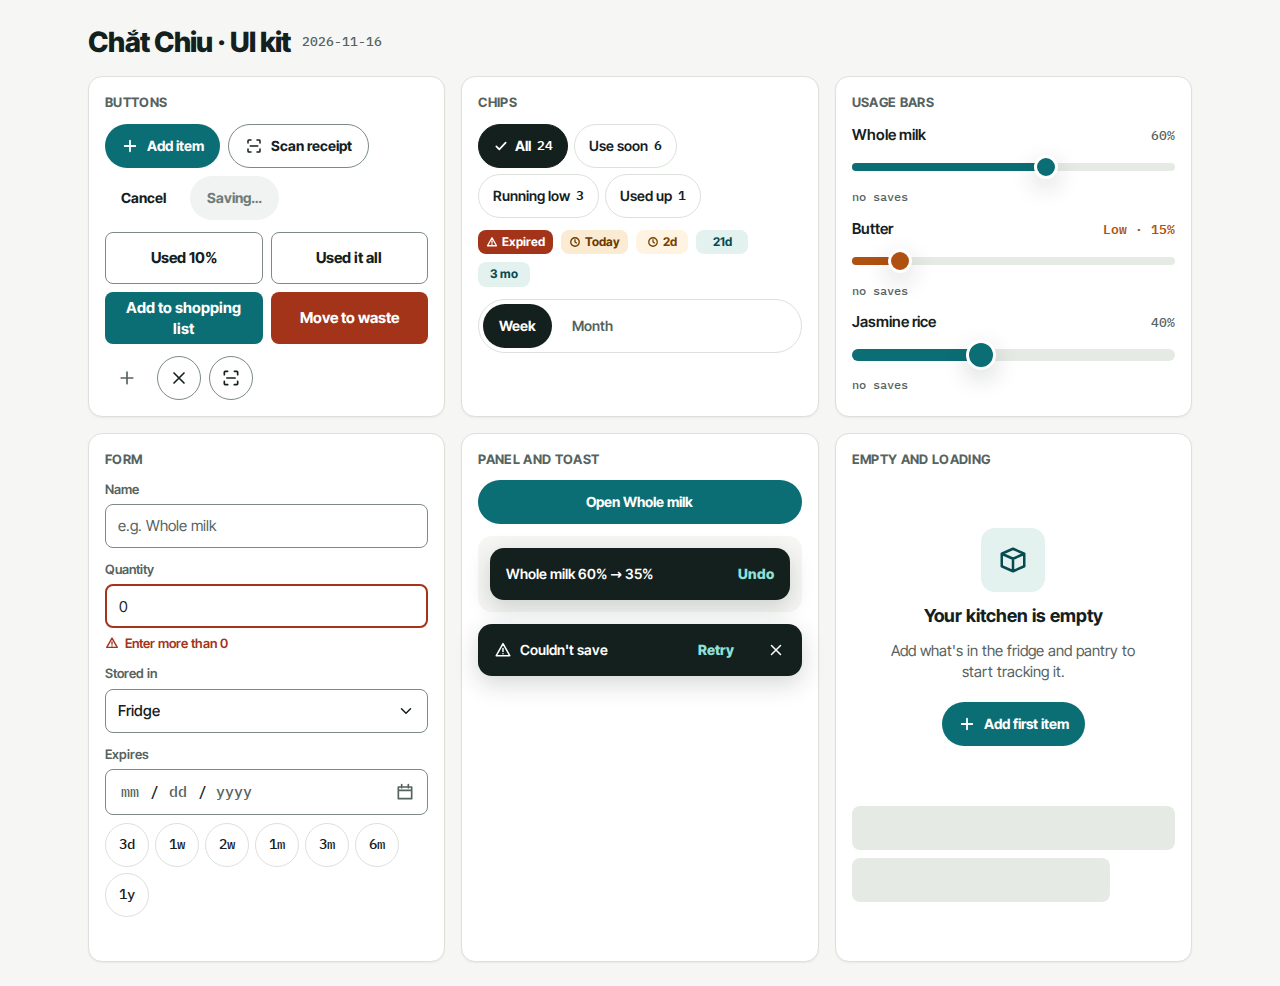 Chắt Chiu · UI kit 2026-11-16
BUTTONS
Add item
Scan receipt
Cancel
Saving...
Used 10%
Used it all
Add to shopping
list
Move to waste
CHIPS
All 24
Use soon 6
Running low 3
Used up 1
Expired
Today
2d
21d
3 mo
Week
Month
USAGE BARS
Whole milk 60%
no saves
Butter Low · 15%
no saves
Jasmine rice 40%
no saves
FORM
Name
e.g. Whole milk
Quantity
0
Enter more than 0
Stored in
Fridge
Expires
mm / dd / yyyy
3d
1w
2w
1m
3m
6m
1y
PANEL AND TOAST
Open Whole milk
Whole milk 60% → 35% Undo
Couldn't save Retry
EMPTY AND LOADING
Your kitchen is empty
Add what's in the fridge and pantry to
start tracking it.
Add first item